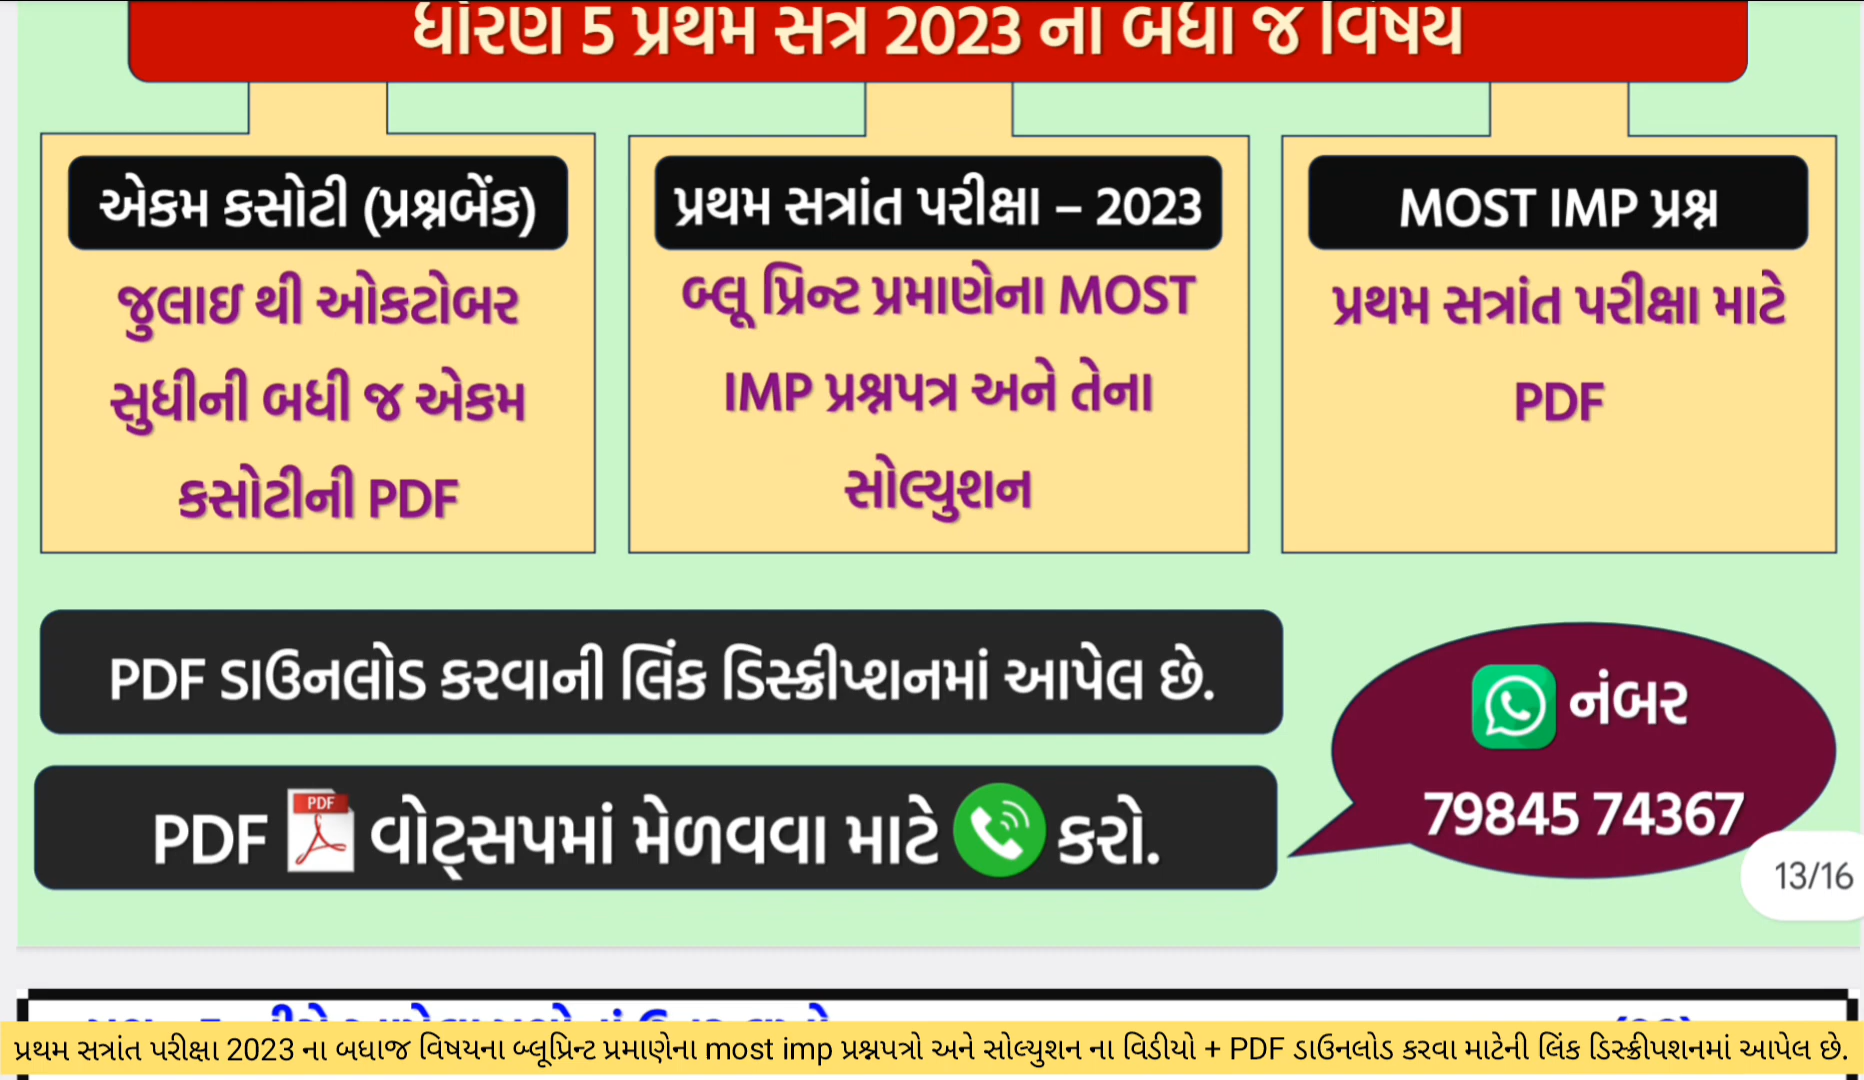 ધોરણ 5 પ્રથમ સત્ર 2023 ના બધા જ વિષય
એકમ કસોટી (પ્રશ્નબેંક)
જુલાઇ થી ઓકટોબર
સુધીની બધી જ એકમ
કસોટીની PDF
પ્રથમ સત્રાંત પરીક્ષા – 2023
બ્લૂ પ્રિન્ટ પ્રમાણેના MOST
IMP પ્રશ્નપત્ર અને તેના
સોલ્યુશન
MOST IMP પ્રશ્ન
પ્રથમ સત્રાંત પરીક્ષા માટે
PDF
PDF ડાઉનલોડ કરવાની લિંક ડિસ્ક્રીપ્શનમાં આપેલ છે.
PDF PDF વોટ્સપમાં મેળવવા માટે કરો.
નંબર
79845 74367
13/16
પ્રથમ સત્રાંત પરીક્ષા 2023 ના બધાજ વિષયના બ્લૂપ્રિન્ટ પ્રમાણેના most imp પ્રશ્નપત્રો અને સોલ્યુશન ના વિડીયો + PDF ડાઉનલોડ કરવા માટેની લિંક ડિસ્ક્રીપશનમાં આપેલ છે.